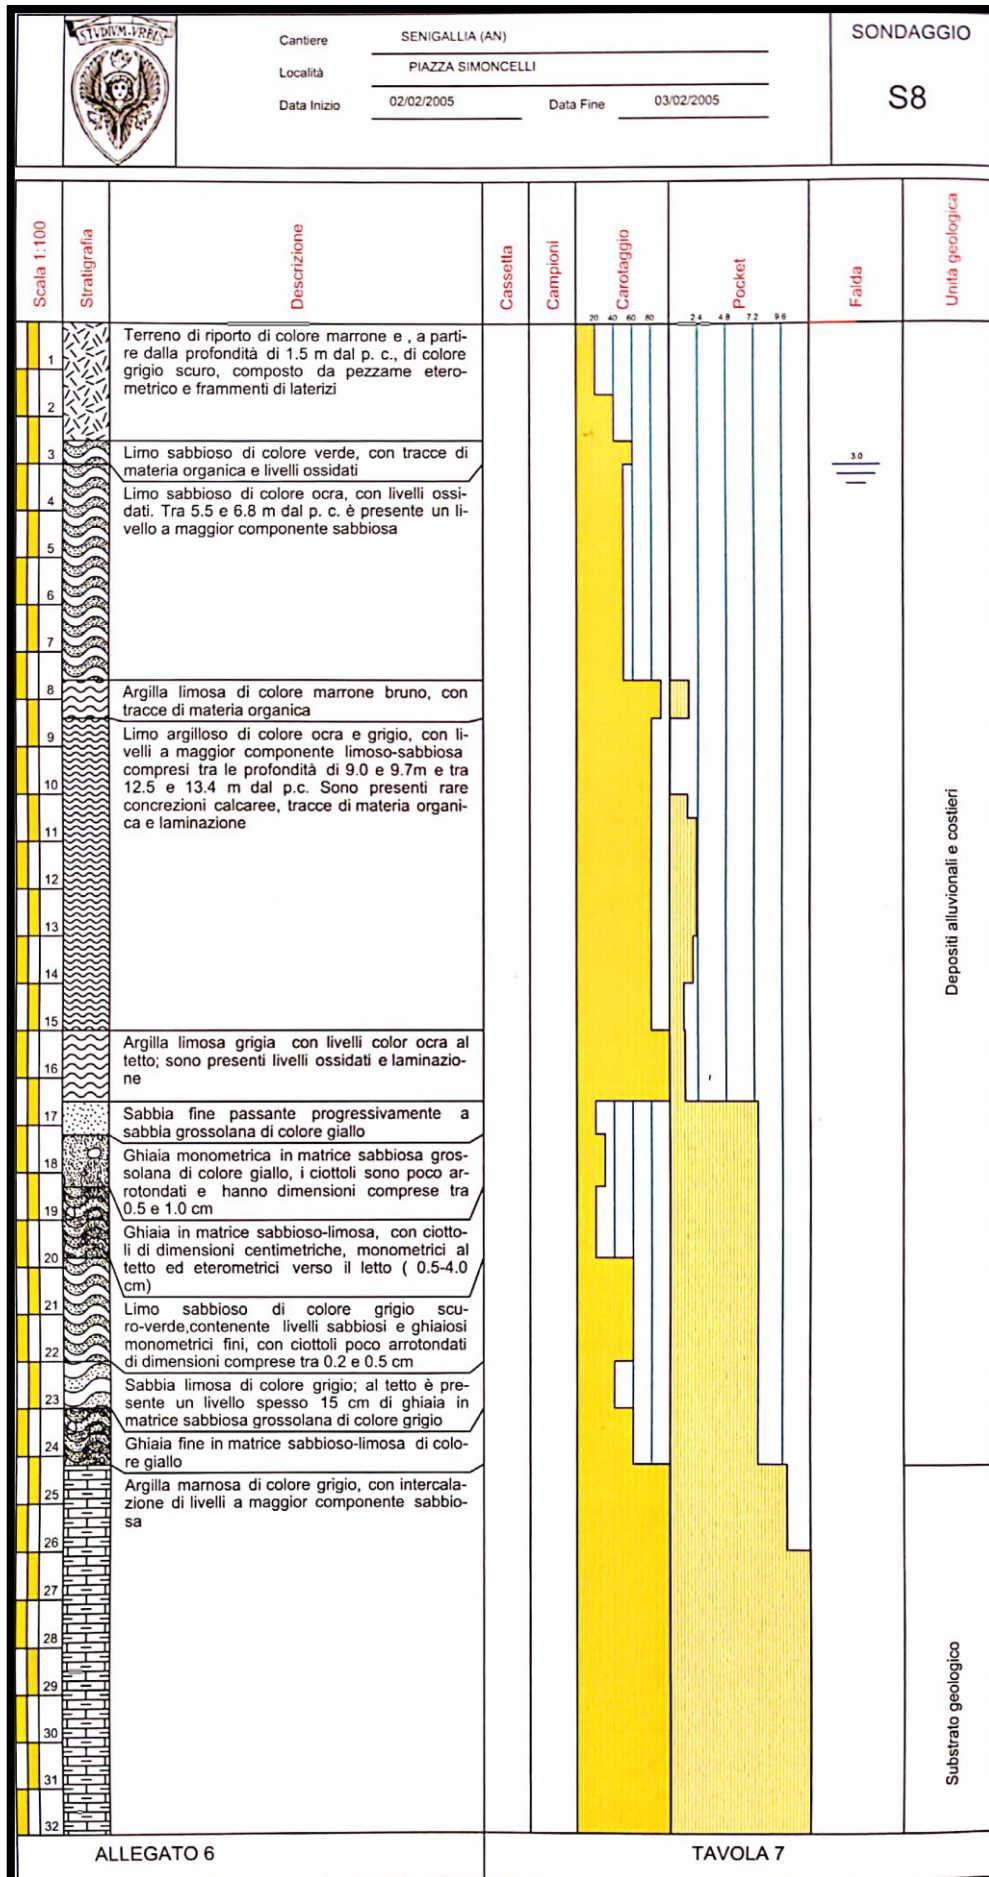 STVDIVM·VRBIS
Cantiere SENIGALLIA (AN)
Località PIAZZA SIMONCELLI
Data Inizio 02/02/2005 Data Fine 03/02/2005
SONDAGGIO
S8
Scala 1:100
Stratigrafia
Descrizione
Cassetta
Campioni
Carotaggio
Pocket
Falda
Unità geologica
20 40 60 80
2.4 4.8 7.2 9.6
Terreno di riporto di colore marrone e , a parti-
re dalla profondità di 1.5 m dal p. c., di colore
grigio scuro, composto da pezzame etero-
metrico e frammenti di laterizi
Limo sabbioso di colore verde, con tracce di
materia organica e livelli ossidati
Limo sabbioso di colore ocra, con livelli ossi-
dati. Tra 5.5 e 6.8 m dal p. c. è presente un li-
vello a maggior componente sabbiosa
Argilla limosa di colore marrone bruno, con
tracce di materia organica
Limo argilloso di colore ocra e grigio, con li-
velli a maggior componente limoso-sabbiosa
compresi tra le profondità di 9.0 e 9.7m e tra
12.5 e 13.4 m dal p.c. Sono presenti rare
concrezioni calcaree, tracce di materia organi-
ca e laminazione
Argilla limosa grigia con livelli color ocra al
tetto; sono presenti livelli ossidati e laminazio-
ne
Sabbia fine passante progressivamente a
sabbia grossolana di colore giallo
Ghiaia monometrica in matrice sabbiosa gros-
solana di colore giallo, i ciottoli sono poco ar-
rotondati e hanno dimensioni comprese tra
0.5 e 1.0 cm
Ghiaia in matrice sabbioso-limosa, con ciotto-
li di dimensioni centimetriche, monometrici al
tetto ed eterometrici verso il letto ( 0.5-4.0
cm)
Limo sabbioso di colore grigio scu-
ro-verde,contenente livelli sabbiosi e ghiaiosi
monometrici fini, con ciottoli poco arrotondati
di dimensioni comprese tra 0.2 e 0.5 cm
Sabbia limosa di colore grigio; al tetto è pre-
sente un livello spesso 15 cm di ghiaia in
matrice sabbiosa grossolana di colore grigio
Ghiaia fine in matrice sabbioso-limosa di colo-
re giallo
Argilla marnosa di colore grigio, con intercala-
zione di livelli a maggior componente sabbio-
sa
1
2
3
4
5
6
7
8
9
10
11
12
13
14
15
16
17
18
19
20
21
22
23
24
25
26
27
28
29
30
31
32
3.0
Depositi alluvionali e costieri
Substrato geologico
ALLEGATO 6
TAVOLA 7